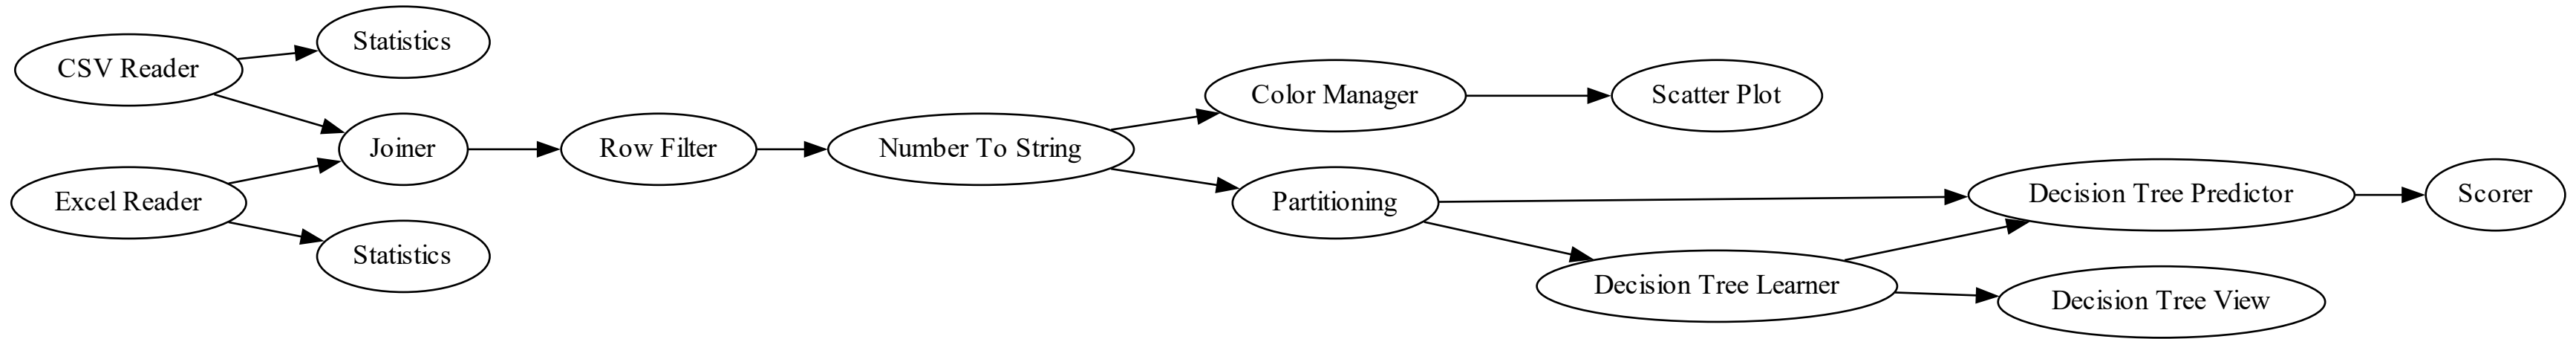 CSV Reader
Statistics
Joiner
Excel Reader
Statistics
Row Filter
Number To String
Color Manager
Scatter Plot
Partitioning
Decision Tree Predictor
Scorer
Decision Tree Learner
Decision Tree View